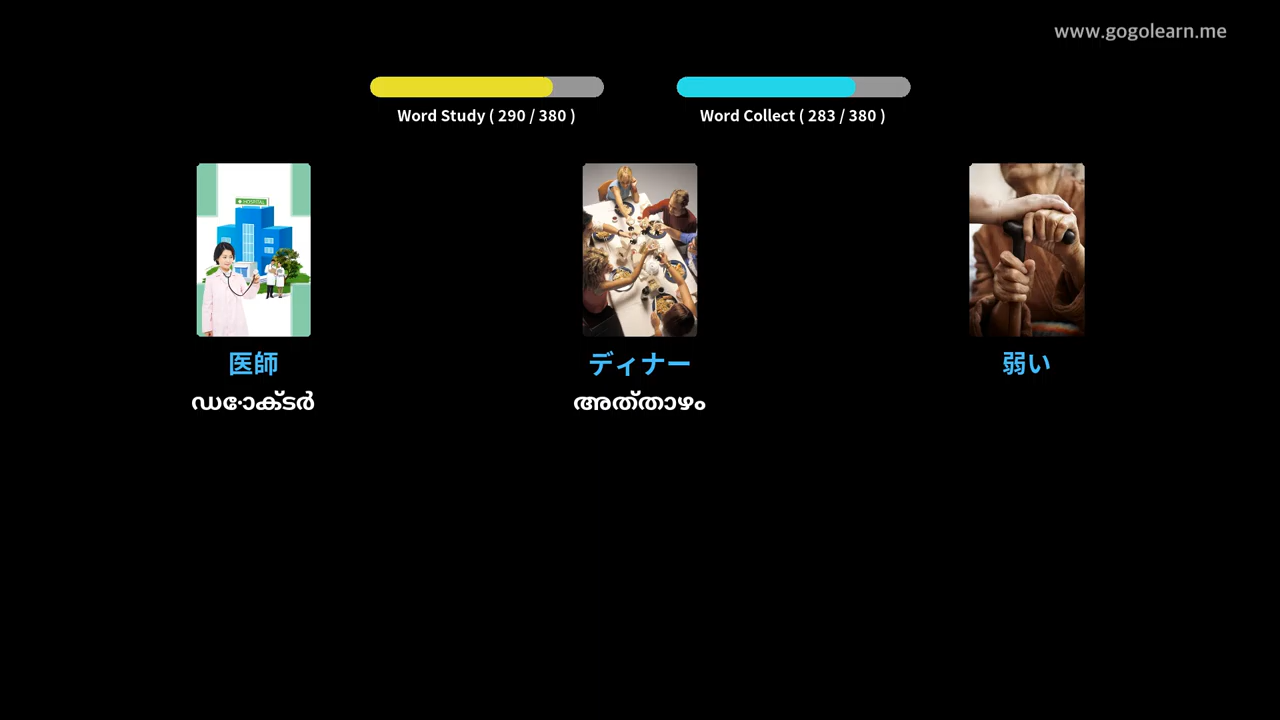 www.gogolearn.me
Word Study ( 290 / 380 )
Word Collect ( 283 / 380 )
HOSPITAL
医師
ディナー
弱い
ഡോക്ടർ
അത്താഴം